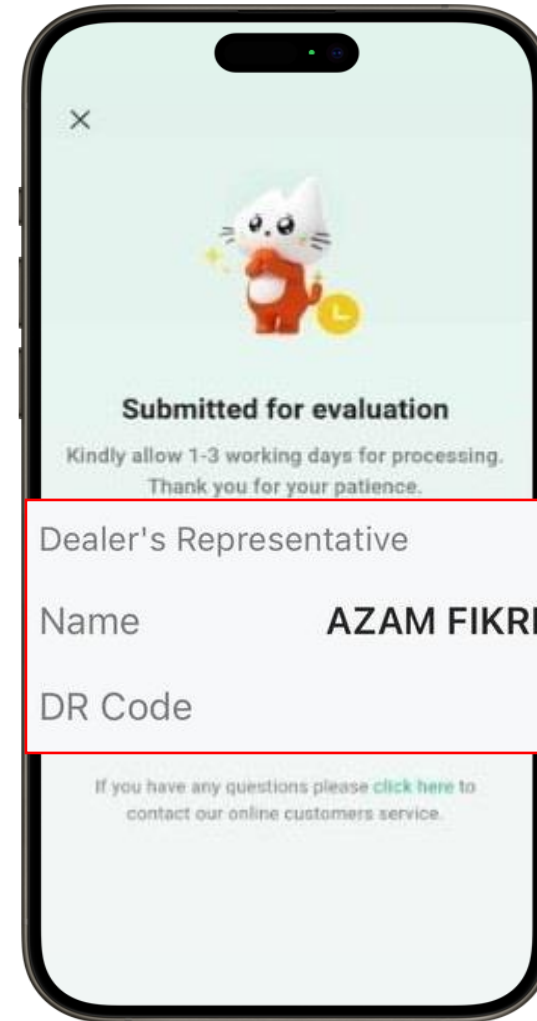 Submitted for evaluation
Kindly allow 1-3 working days for processing.
Thank you for your patience.
Dealer's Representative
Name AZAM FIKRI
DR Code
If you have any questions please click here to
contact our online customers service.